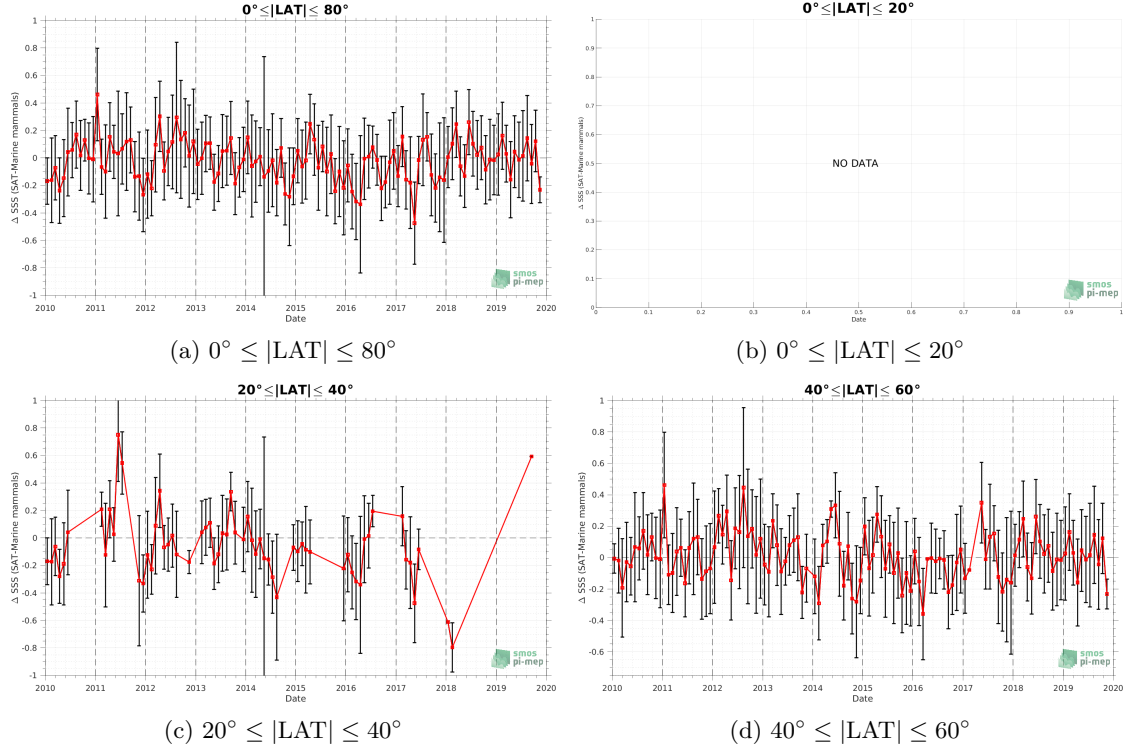 0°≤|LAT|≤ 80°
1
0.8
0.6
0.4
0.2
0
-0.2
-0.4
-0.6
-0.8
-1
Δ SSS (SAT-Marine mammals)
2010 2011 2012 2013 2014 2015 2016 2017 2018 2019 2020
Date
smos
pi-mep
(a) 0° ≤ |LAT| ≤ 80°
0°≤|LAT|≤ 20°
1
0.9
0.8
0.7
0.6
0.5
0.4
0.3
0.2
0.1
0
Δ SSS (SAT-Marine mammals)
NO DATA
0 0.1 0.2 0.3 0.4 0.5 0.6 0.7 0.8 0.9 1
Date
smos
pi-mep
(b) 0° ≤ |LAT| ≤ 20°
20°≤|LAT|≤ 40°
1
0.8
0.6
0.4
0.2
0
-0.2
-0.4
-0.6
-0.8
-1
Δ SSS (SAT-Marine mammals)
2010 2011 2012 2013 2014 2015 2016 2017 2018 2019 2020
Date
smos
pi-mep
(c) 20° ≤ |LAT| ≤ 40°
40°≤|LAT|≤ 60°
1
0.8
0.6
0.4
0.2
0
-0.2
-0.4
-0.6
Δ SSS (SAT-Marine mammals)
2010 2011 2012 2013 2014 2015 2016 2017 2018 2019 2020
Date
smos
pi-mep
(d) 40° ≤ |LAT| ≤ 60°